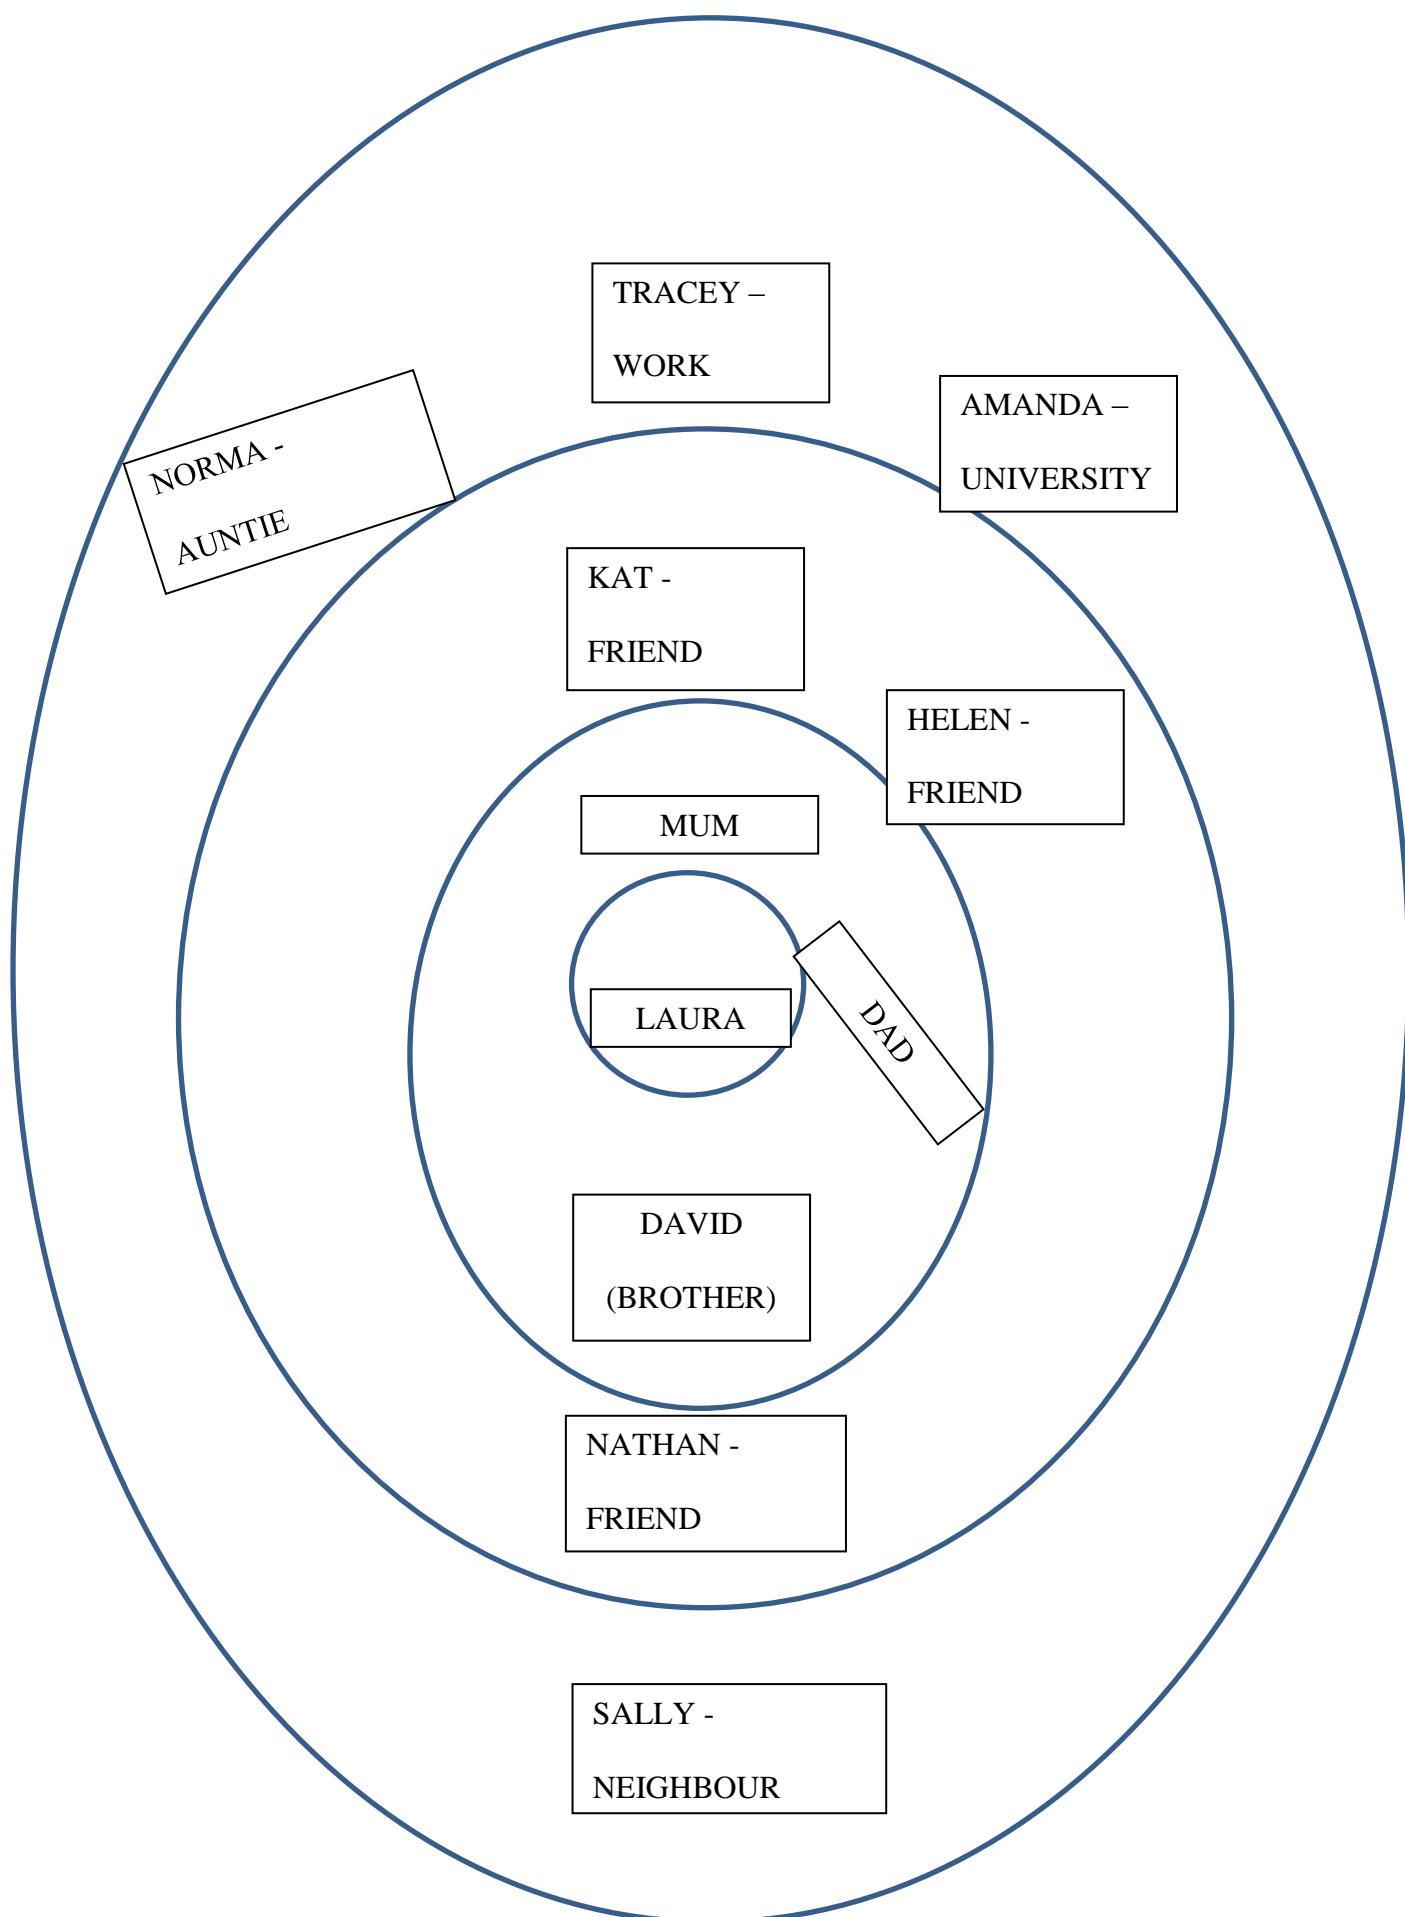 TRACEY –
WORK
AMANDA –
UNIVERSITY
NORMA -
AUNTIE
KAT -
FRIEND
HELEN -
FRIEND
MUM
LAURA
DAD
DAVID
(BROTHER)
NATHAN -
FRIEND
SALLY -
NEIGHBOUR